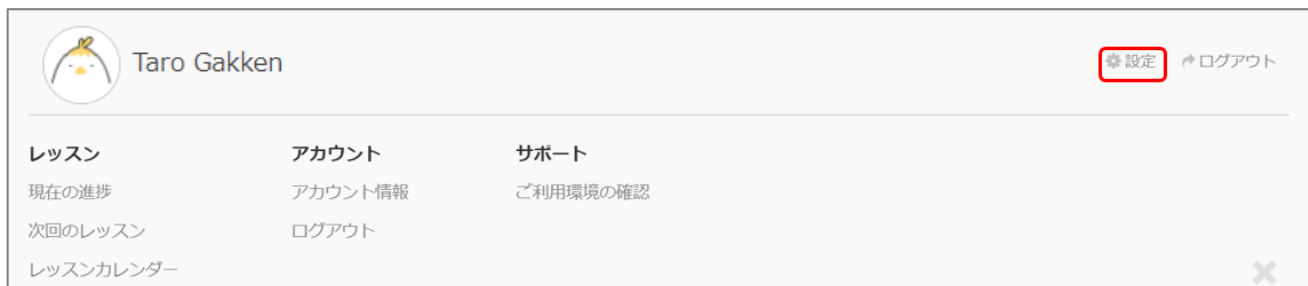 Taro Gakken
設定 ログアウト
レッスン アカウント サポート
現在の進捗 アカウント情報 ご利用環境の確認
次回のレッスン ログアウト
レッスンカレンダー